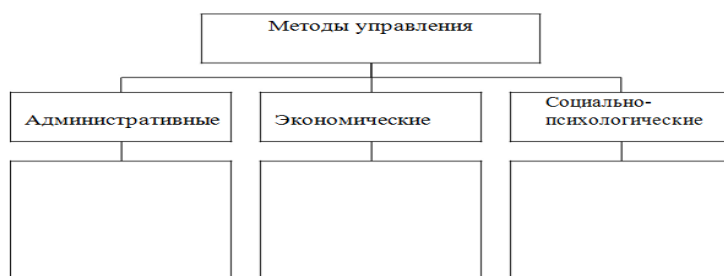 Методы управления
Административные
Экономические
Социально-
психологические